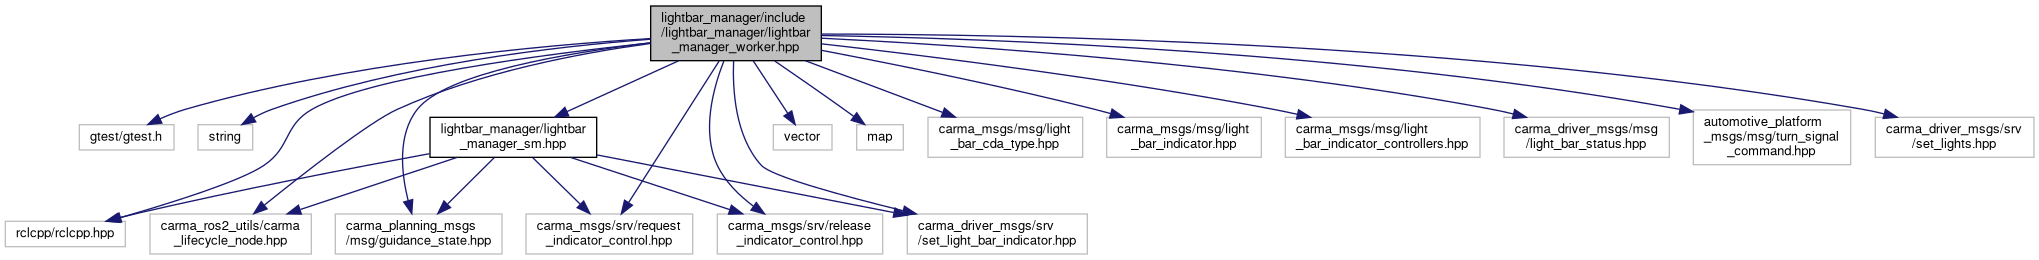 lightbar_manager/include
/lightbar_manager/lightbar
_manager_worker.hpp
gtest/gtest.h
string
lightbar_manager/lightbar
_manager_sm.hpp
vector
map
carma_msgs/msg/light
_bar_cda_type.hpp
carma_msgs/msg/light
_bar_indicator.hpp
carma_msgs/msg/light
_bar_indicator_controllers.hpp
carma_driver_msgs/msg
/light_bar_status.hpp
automotive_platform
_msgs/msg/turn_signal
_command.hpp
carma_driver_msgs/srv
/set_lights.hpp
rclcpp/rclcpp.hpp
carma_ros2_utils/carma
_lifecycle_node.hpp
carma_planning_msgs
/msg/guidance_state.hpp
carma_msgs/srv/request
_indicator_control.hpp
carma_msgs/srv/release
_indicator_control.hpp
carma_driver_msgs/srv
/set_light_bar_indicator.hpp